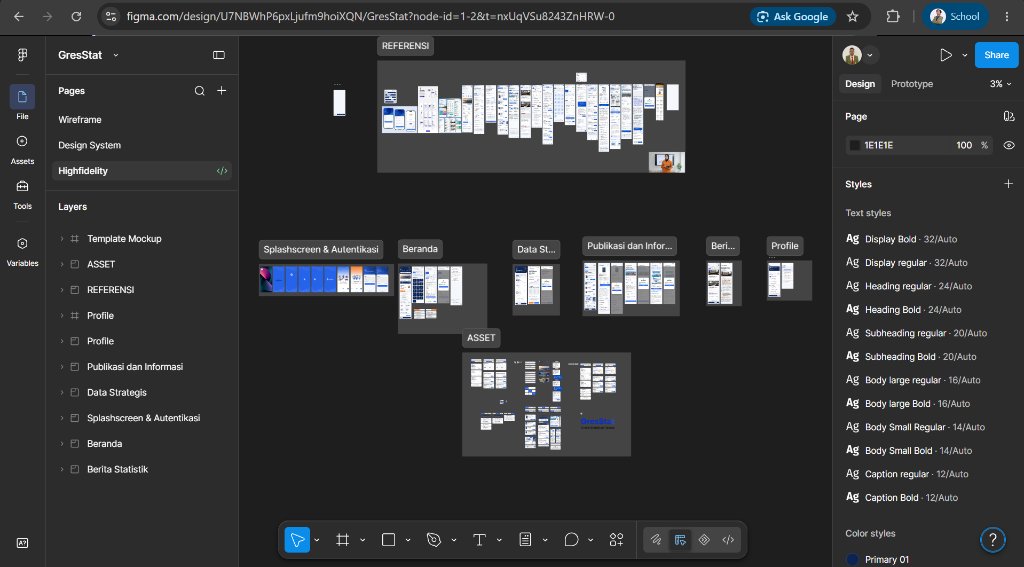 figma.com/design/U7NBWhP6pxLjufm9hoiXQN/GresStat?node-id=1-2&t=nxUqVSu8243ZnHRW-0
Ask Google
School
GresStat
Pages
Wireframe
Design System
Highfidelity
Layers
Template Mockup
ASSET
REFERENSI
Profile
Profile
Publikasi dan Informasi
Data Strategis
Splashscreen & Autentikasi
Beranda
Berita Statistik
File
Assets
Tools
Variables
REFERENSI
Splashscreen & Autentikasi
Beranda
Data St...
Publikasi dan Infor...
Beri...
Profile
ASSET
Share
Design
Prototype
3%
Page
1E1E1E
100
%
Styles
Text styles
Ag Display Bold · 32/Auto
Ag Display regular · 32/Auto
Ag Heading regular · 24/Auto
Ag Heading Bold · 24/Auto
Ag Subheading regular · 20/Auto
Ag Subheading Bold · 20/Auto
Ag Body large regular · 16/Auto
Ag Body large Bold · 16/Auto
Ag Body Small Regular · 14/Auto
Ag Body Small Bold · 14/Auto
Ag Caption regular · 12/Auto
Ag Caption Bold · 12/Auto
Color styles
Primary 01